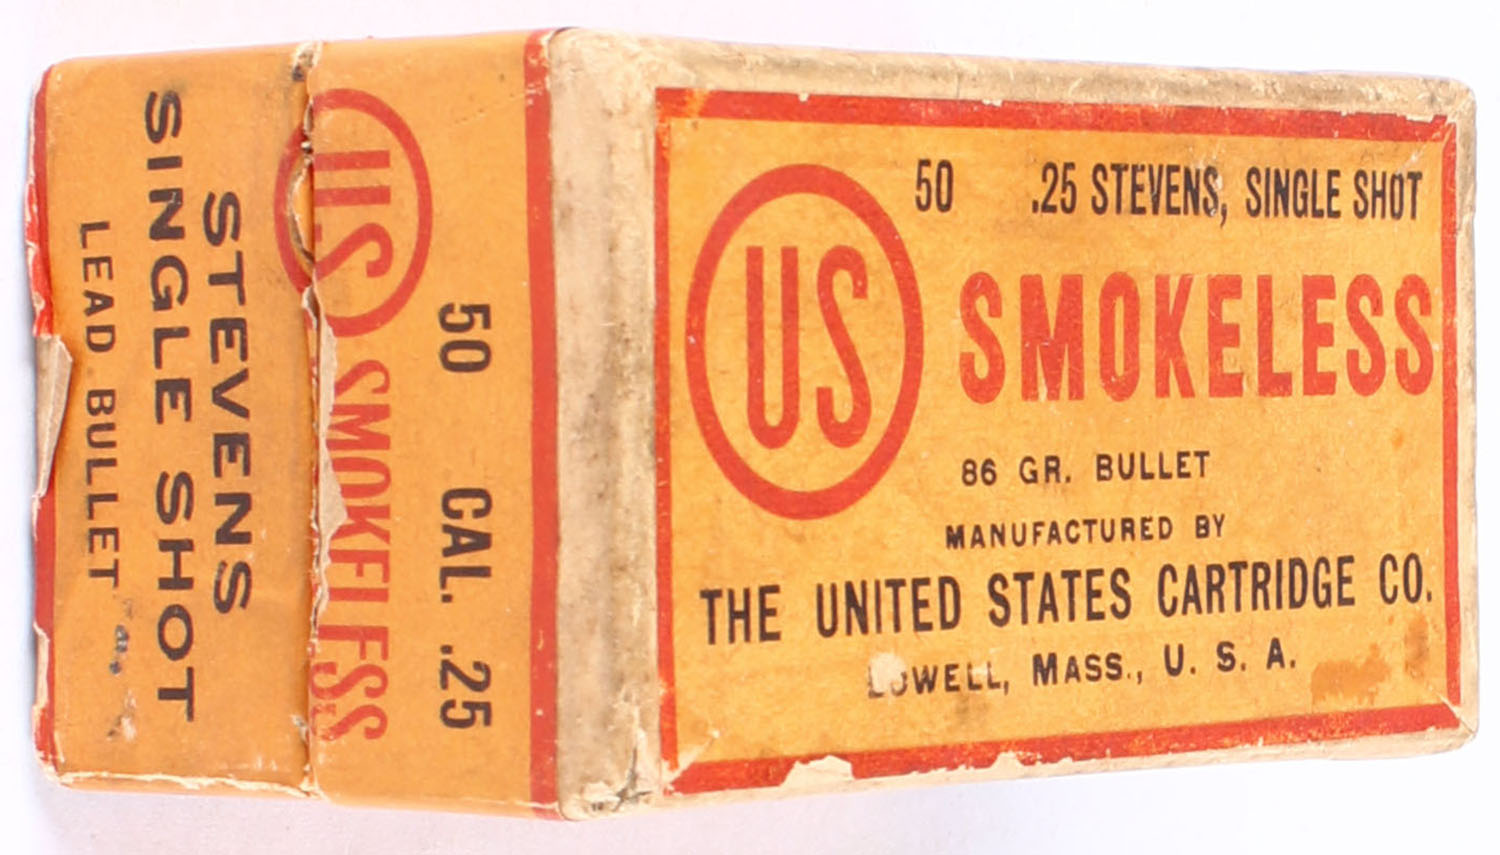 50 .25 STEVENS, SINGLE SHOT
US SMOKELESS
86 GR. BULLET
MANUFACTURED BY
THE UNITED STATES CARTRIDGE CO.
LOWELL, MASS., U. S. A.
50 CAL. .25
US SMOKELESS
STEVENS
SINGLE SHOT
LEAD BULLET